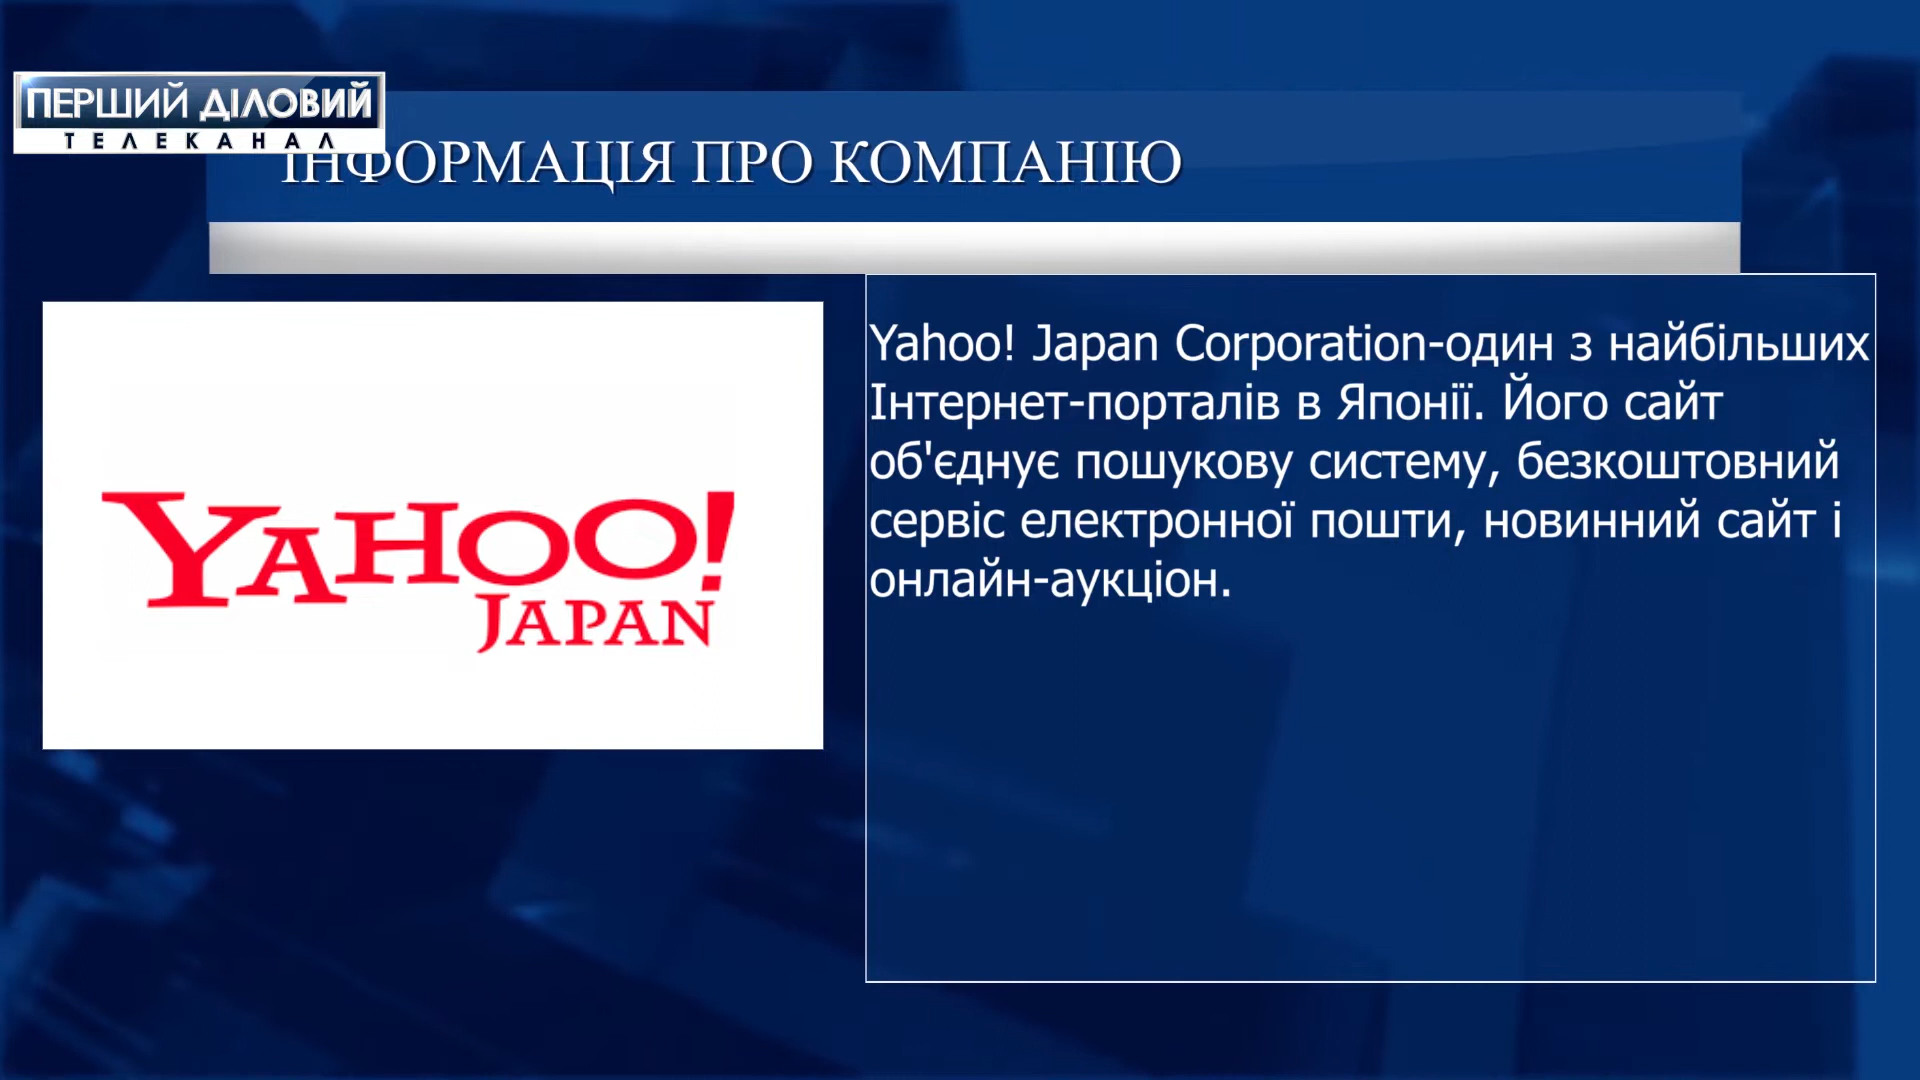 ПЕРШИЙ ДІЛОВИЙ
ТЕЛЕКАНАЛ
ІНФОРМАЦІЯ ПРО КОМПАНІЮ
YAHOO!
JAPAN
Yahoo! Japan Corporation-один з найбільших
Інтернет-порталів в Японії. Його сайт
об'єднує пошукову систему, безкоштовний
сервіс електронної пошти, новинний сайт і
онлайн-аукціон.